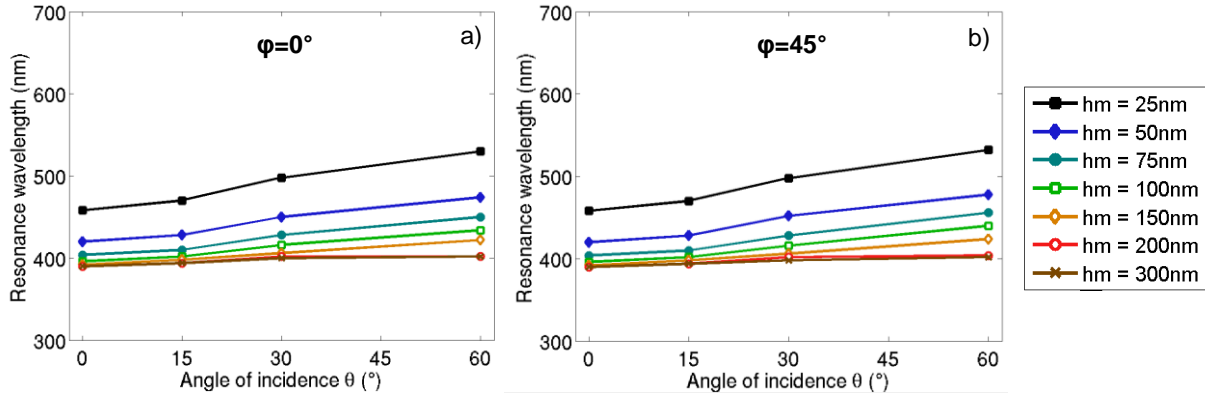 a)
φ=0°
Resonance wavelength (nm)
700
600
500
400
300
0 15 30 45 60
Angle of incidence θ (°)
b)
φ=45°
Resonance wavelength (nm)
700
600
500
400
300
0 15 30 45 60
Angle of incidence θ (°)
hm = 25nm
hm = 50nm
hm = 75nm
hm = 100nm
hm = 150nm
hm = 200nm
hm = 300nm